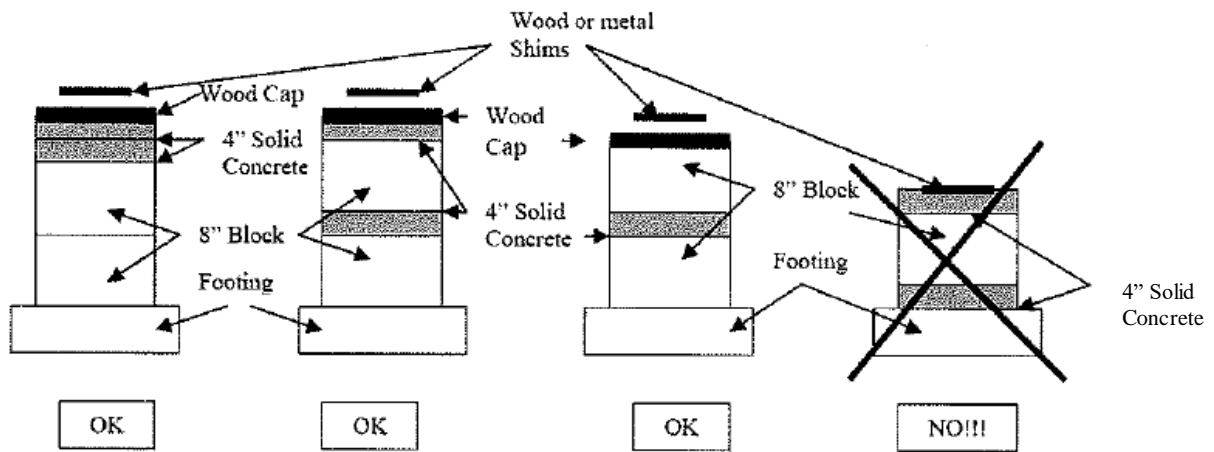 Wood or metal
Shims
Wood Cap
4” Solid
Concrete
Wood
Cap
8” Block
4” Solid
Concrete
8” Block
Footing
Footing
4” Solid
Concrete
OK
OK
OK
NO!!!